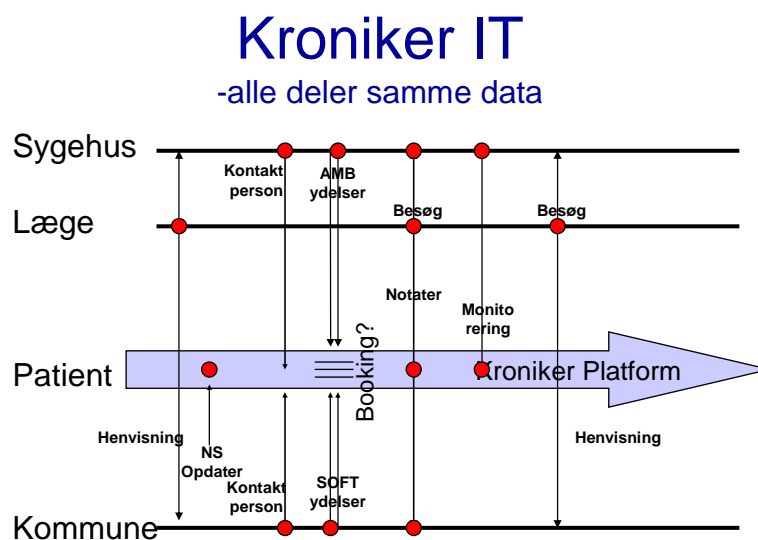 Kroniker IT
-alle deler samme data
Sygehus
Kontakt
person
AMB
ydelser
Læge
Besøg
Besøg
Notater
Monito
rering
Booking?
Patient
Kroniker Platform
Henvisning
Henvisning
NS
Opdater
Kontakt
person
SOFT
ydelser
Kommune